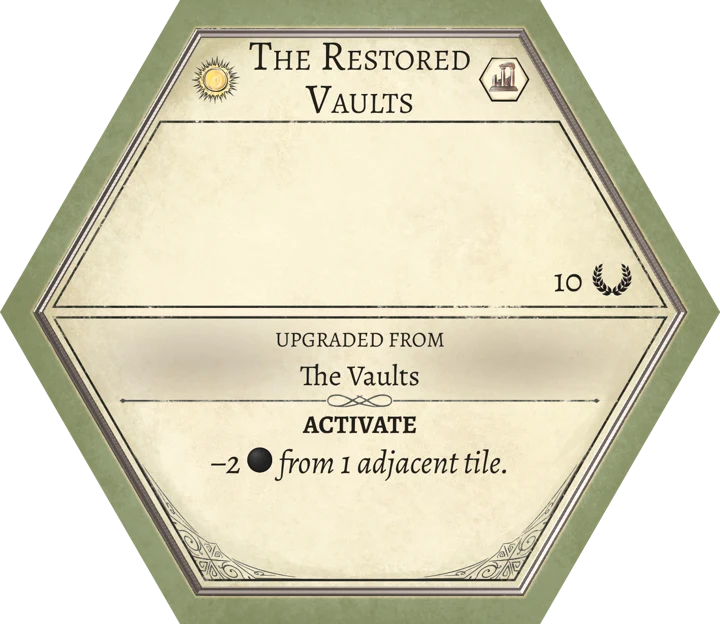 The Restored
Vaults
10
UPGRADED FROM
The Vaults
ACTIVATE
–2 from 1 adjacent tile.